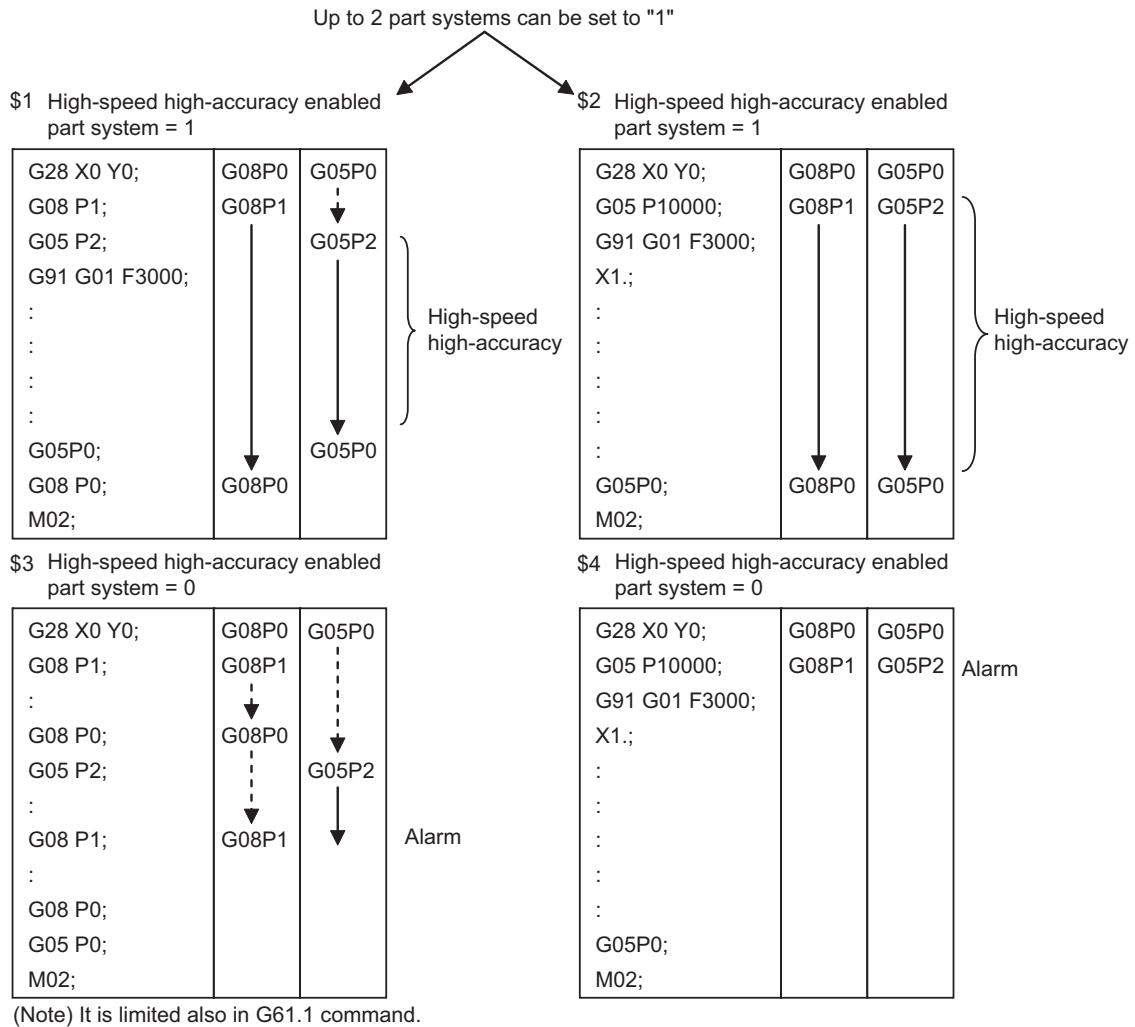 Up to 2 part systems can be set to "1"
$1 High-speed high-accuracy enabled
part system = 1
G28 X0 Y0; G08P0 G05P0
G08 P1; G08P1
G05 P2; G05P2
G91 G01 F3000;
:
:
:
:
G05P0; G05P0
G08 P0; G08P0
M02;
High-speed
high-accuracy
$2 High-speed high-accuracy enabled
part system = 1
G28 X0 Y0; G08P0 G05P0
G05 P10000; G08P1 G05P2
G91 G01 F3000;
X1.;
:
:
:
:
:
G05P0; G08P0 G05P0
M02;
High-speed
high-accuracy
$3 High-speed high-accuracy enabled
part system = 0
G28 X0 Y0; G08P0 G05P0
G08 P1; G08P1
:
G08 P0; G08P0
G05 P2; G05P2
:
G08 P1; G08P1 Alarm
:
G08 P0;
G05 P0;
M02;
$4 High-speed high-accuracy enabled
part system = 0
G28 X0 Y0; G08P0 G05P0
G05 P10000; G08P1 G05P2 Alarm
G91 G01 F3000;
X1.;
:
:
:
:
:
G05P0;
M02;
(Note) It is limited also in G61.1 command.